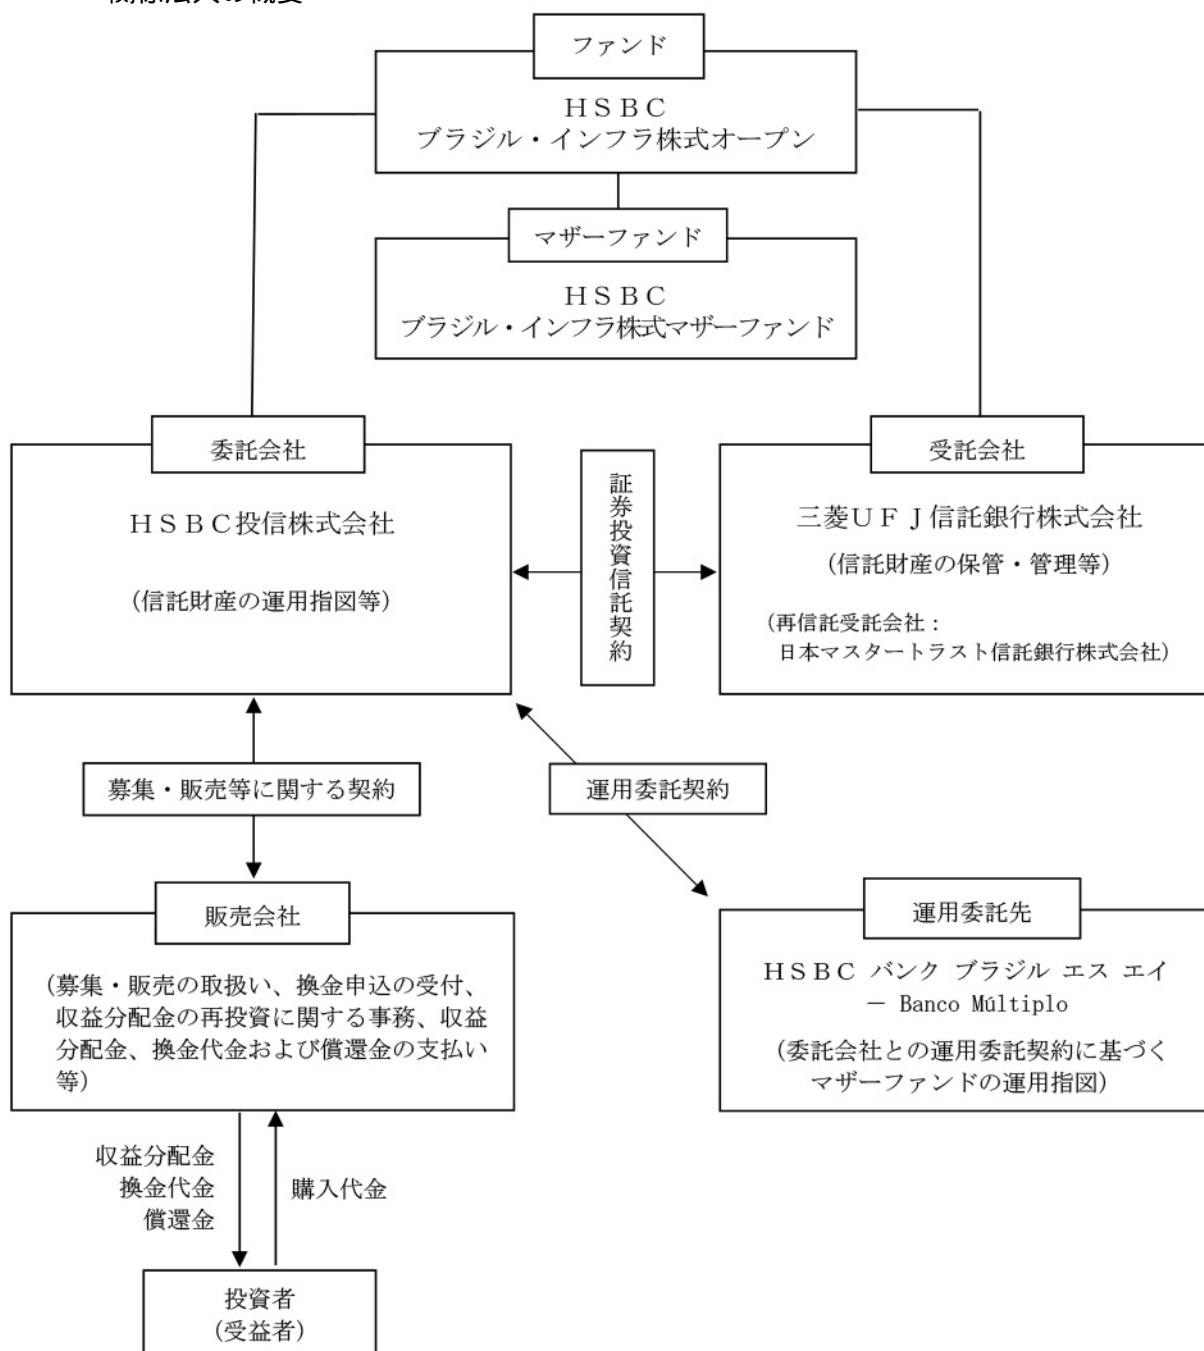 ファンド
ＨＳＢＣ
ブラジル・インフラ株式オープン
マザーファンド
ＨＳＢＣ
ブラジル・インフラ株式マザーファンド
委託会社
ＨＳＢＣ投信株式会社
（信託財産の運用指図等）
証券投資信託契約
受託会社
三菱ＵＦＪ信託銀行株式会社
（信託財産の保管・管理等）
（再信託受託会社：
日本マスタートラスト信託銀行株式会社）
募集・販売等に関する契約
運用委託契約
販売会社
（募集・販売の取扱い、換金申込の受付、
収益分配金の再投資に関する事務、収益
分配金、換金代金および償還金の支払い
等）
運用委託先
ＨＳＢＣ バンク ブラジル エス エイ
－ Banco Múltiplo
（委託会社との運用委託契約に基づく
マザーファンドの運用指図）
収益分配金
換金代金
償還金
購入代金
投資者
（受益者）